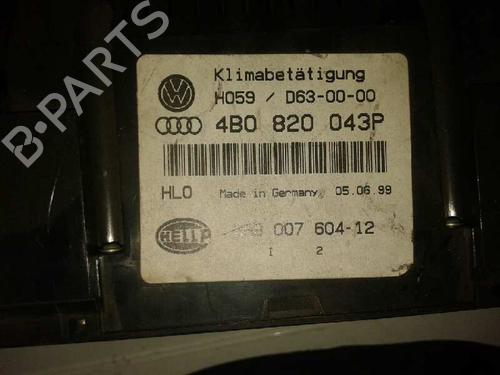 B-PARTS
Klimabetätigung
H059 / D63-00-00
4B0 820 043P
HLO Made in Germany 05.06.99
HELLA 007 604-12
1 2